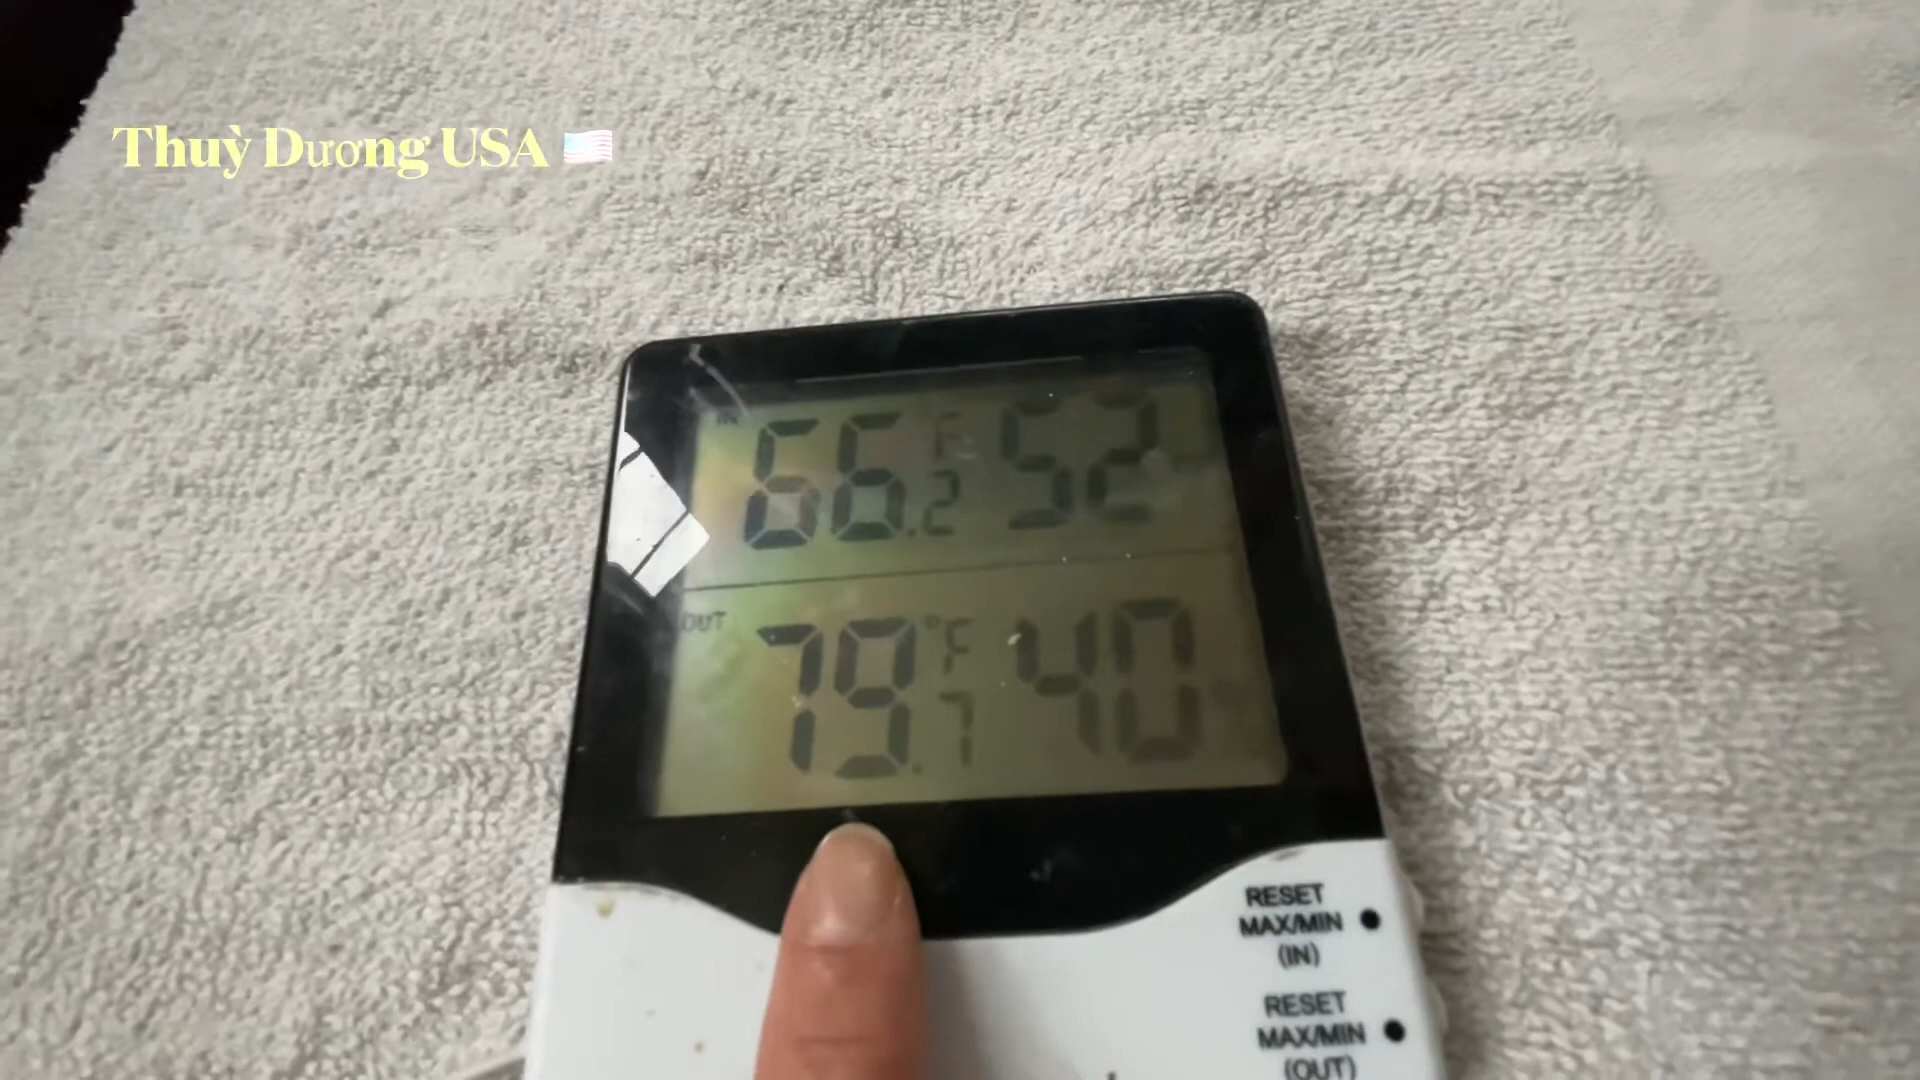 Thuỳ Dương USA 🇺🇸
IN 66.2 °F 52
OUT 79.7 °F 40
RESET
MAX/MIN
(IN)
RESET
MAX/MIN
(OUT)